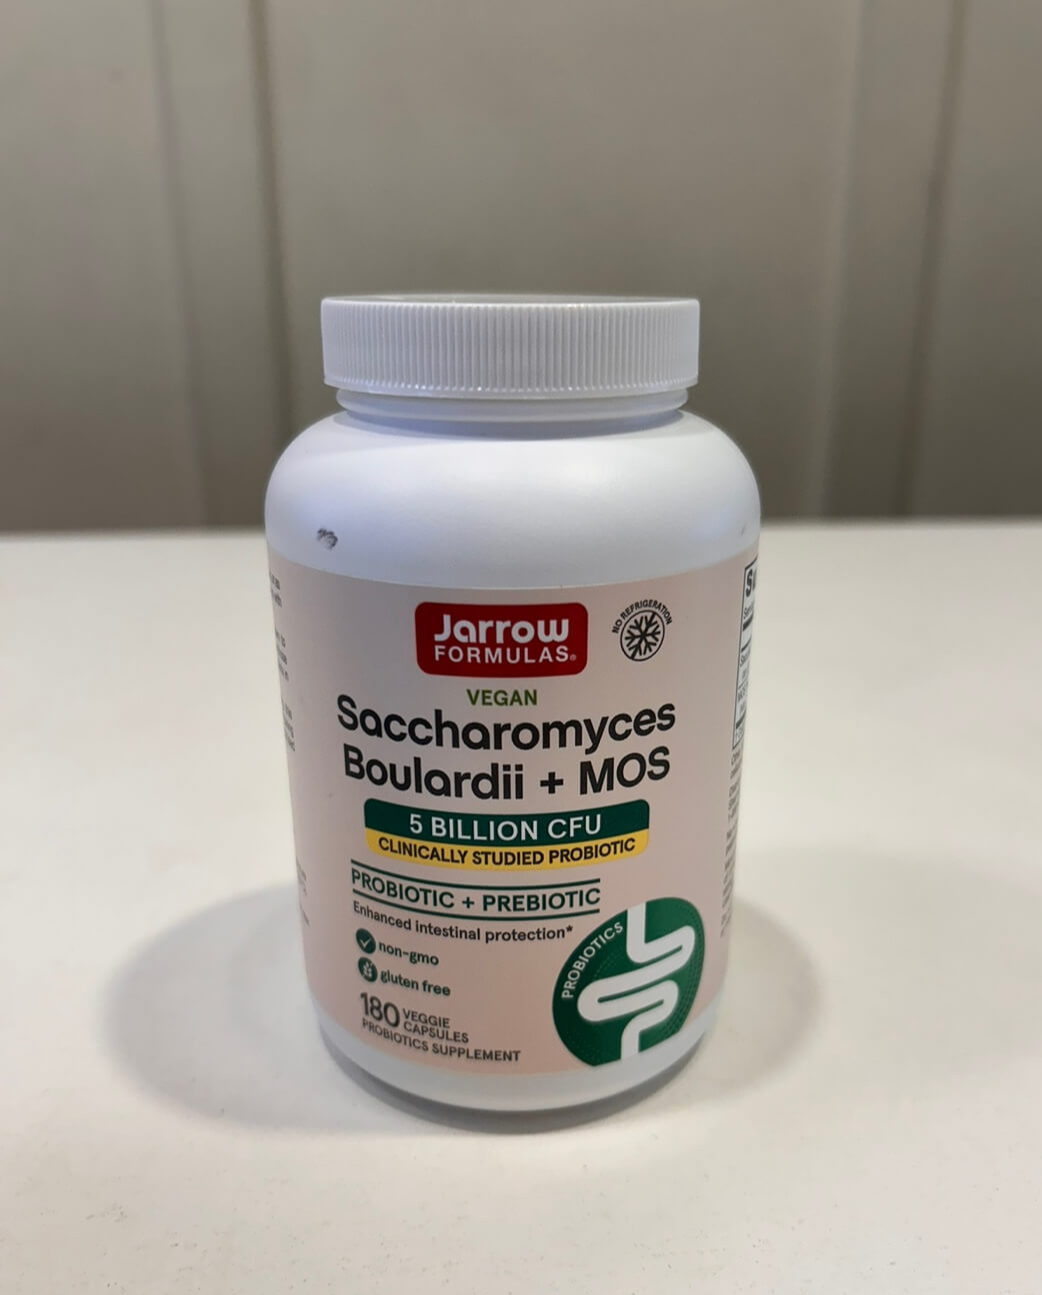 Jarrow
FORMULAS®
NO REFRIGERATION
VEGAN
Saccharomyces
Boulardii + MOS
5 BILLION CFU
CLINICALLY STUDIED PROBIOTIC
PROBIOTIC + PREBIOTIC
Enhanced intestinal protection*
non-gmo
gluten free
180 VEGGIE
CAPSULES
PROBIOTICS SUPPLEMENT
PROBIOTICS